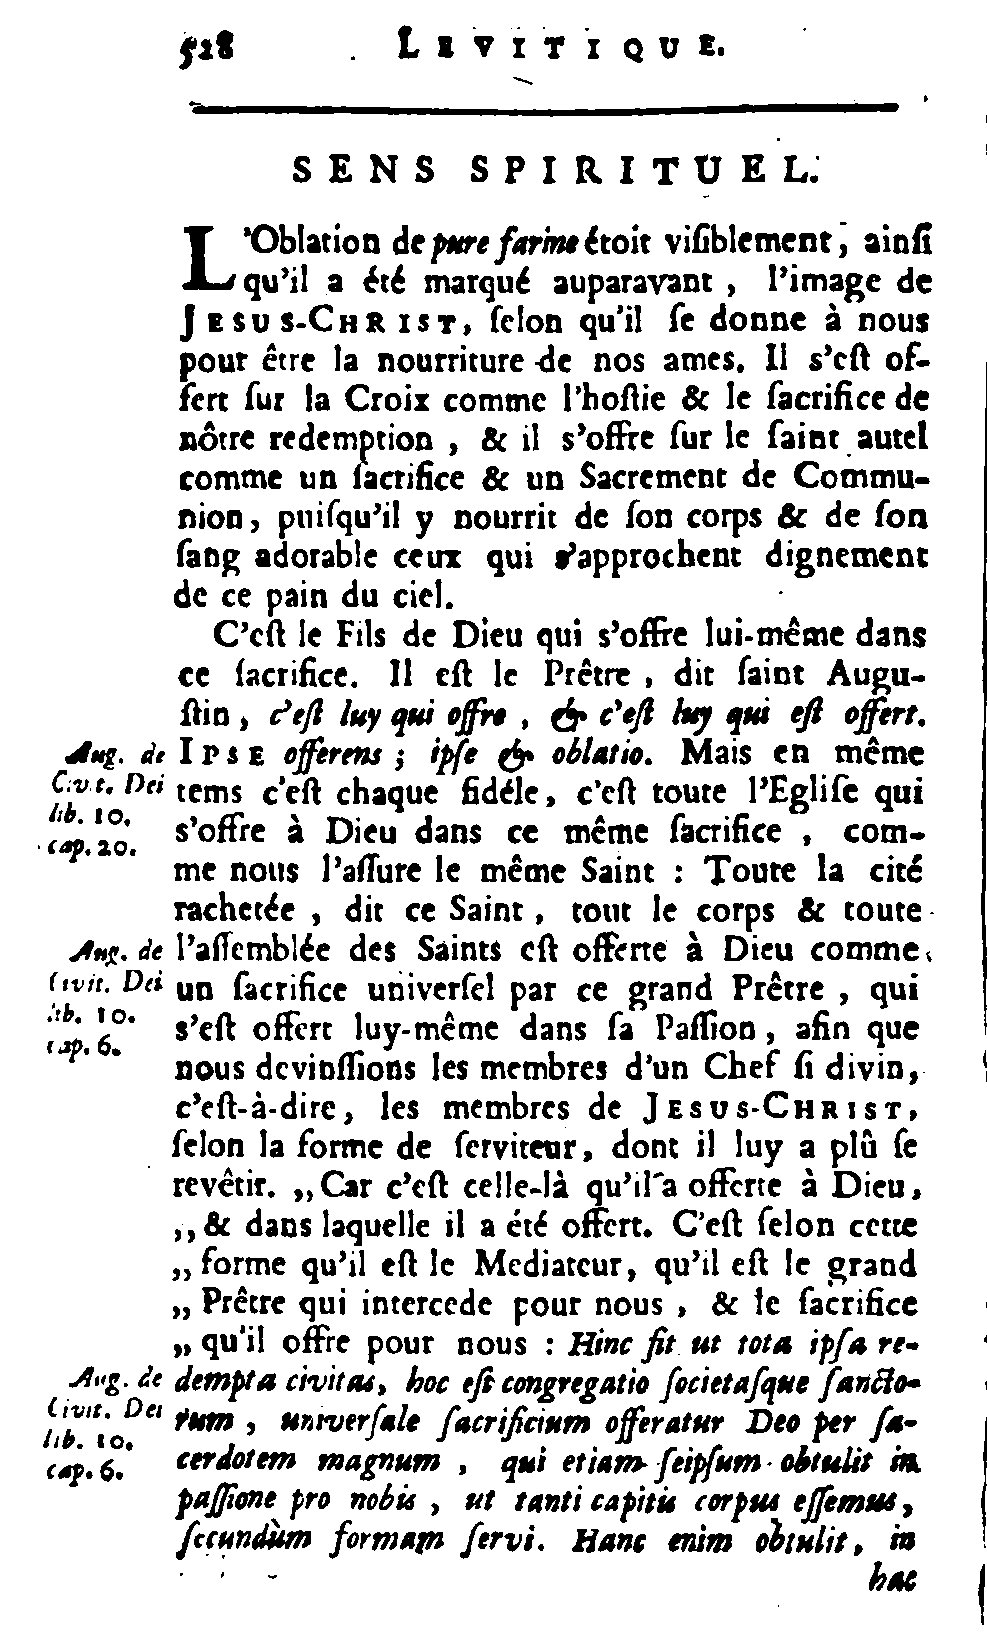 528 LEVITIQUE.
SENS SPIRITUEL.
L'Oblation de pure farine étoit viſiblement, ainſi
qu'il a été marqué auparavant, l'image de
JESUS-CHRIST, ſelon qu'il ſe donne à nous
pour être la nourriture de nos ames. Il s'eſt of-
fert ſur la Croix comme l'hoſtie & le ſacrifice de
nôtre redemption, & il s'offre ſur le ſaint autel
comme un ſacrifice & un Sacrement de Commu-
nion, puiſqu'il y nourrit de ſon corps & de ſon
ſang adorable ceux qui s'approchent dignement
de ce pain du ciel.
C'eſt le Fils de Dieu qui s'offre lui-même dans
ce ſacrifice. Il eſt le Prêtre, dit ſaint Augu-
ſtin, c'eſt luy qui offre, & c'eſt luy qui eſt offert.
IPSE offerens; ipſe & oblatio. Mais en même
tems c'eſt chaque fidéle, c'eſt toute l'Egliſe qui
s'offre à Dieu dans ce même ſacrifice, com-
me nous l'aſſure le même Saint : Toute la cité
rachetée, dit ce Saint, tout le corps & toute
l'aſſemblée des Saints eſt offerte à Dieu comme
un ſacrifice univerſel par ce grand Prêtre, qui
s'eſt offert luy-même dans ſa Paſſion, afin que
nous devinſſions les membres d'un Chef ſi divin,
c'eſt-à-dire, les membres de JESUS-CHRIST,
ſelon la forme de ſerviteur, dont il luy a plû ſe
revêtir. ,,Car c'eſt celle-là qu'il a offerte à Dieu,
,,& dans laquelle il a été offert. C'eſt ſelon cette
,, forme qu'il eſt le Mediateur, qu'il eſt le grand
,, Prêtre qui intercede pour nous, & le ſacrifice
,, qu'il offre pour nous : Hinc fit ut tota ipſa re-
dempta civitas, hoc eſt congregatio ſocietaſque ſancto-
rum, univerſale ſacrificium offeratur Deo per ſa-
cerdotem magnum, qui etiam ſeipſum obtulit in
paſſione pro nobis, ut tanti capitis corpus eſſemus,
ſecundùm formam ſervi. Hanc enim obtulit, in
hac
Aug. de
Civit. Dei
lib. 10.
cap. 20.
Aug. de
Civit. Dei
lib. 10.
cap. 6.
Aug. de
Civit. Dei
lib. 10.
cap. 6.